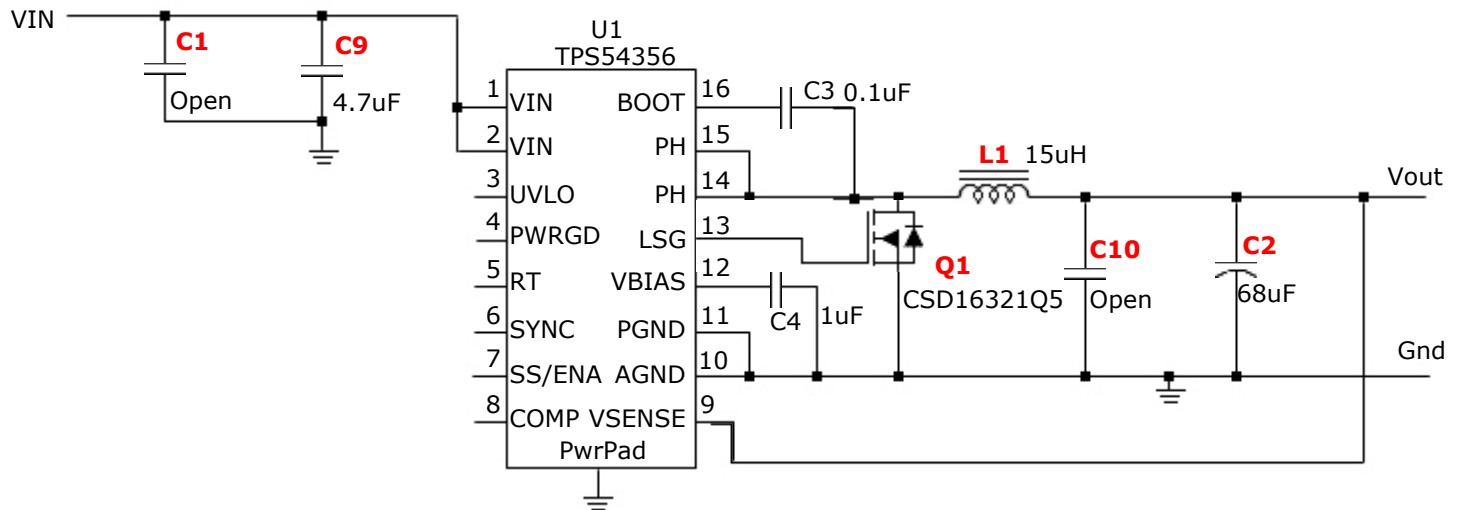 VIN
C1
Open
C9
4.7uF
U1
TPS54356
1 VIN
2 VIN
3 UVLO
4 PWRGD
5 RT
6 SYNC
7 SS/ENA
8 COMP
BOOT 16
PH 15
PH 14
LSG 13
VBIAS 12
PGND 11
AGND 10
VSENSE 9
PwrPad
C3 0.1uF
C4 1uF
Q1
CSD16321Q5
L1 15uH
C10
Open
C2
68uF
Vout
Gnd